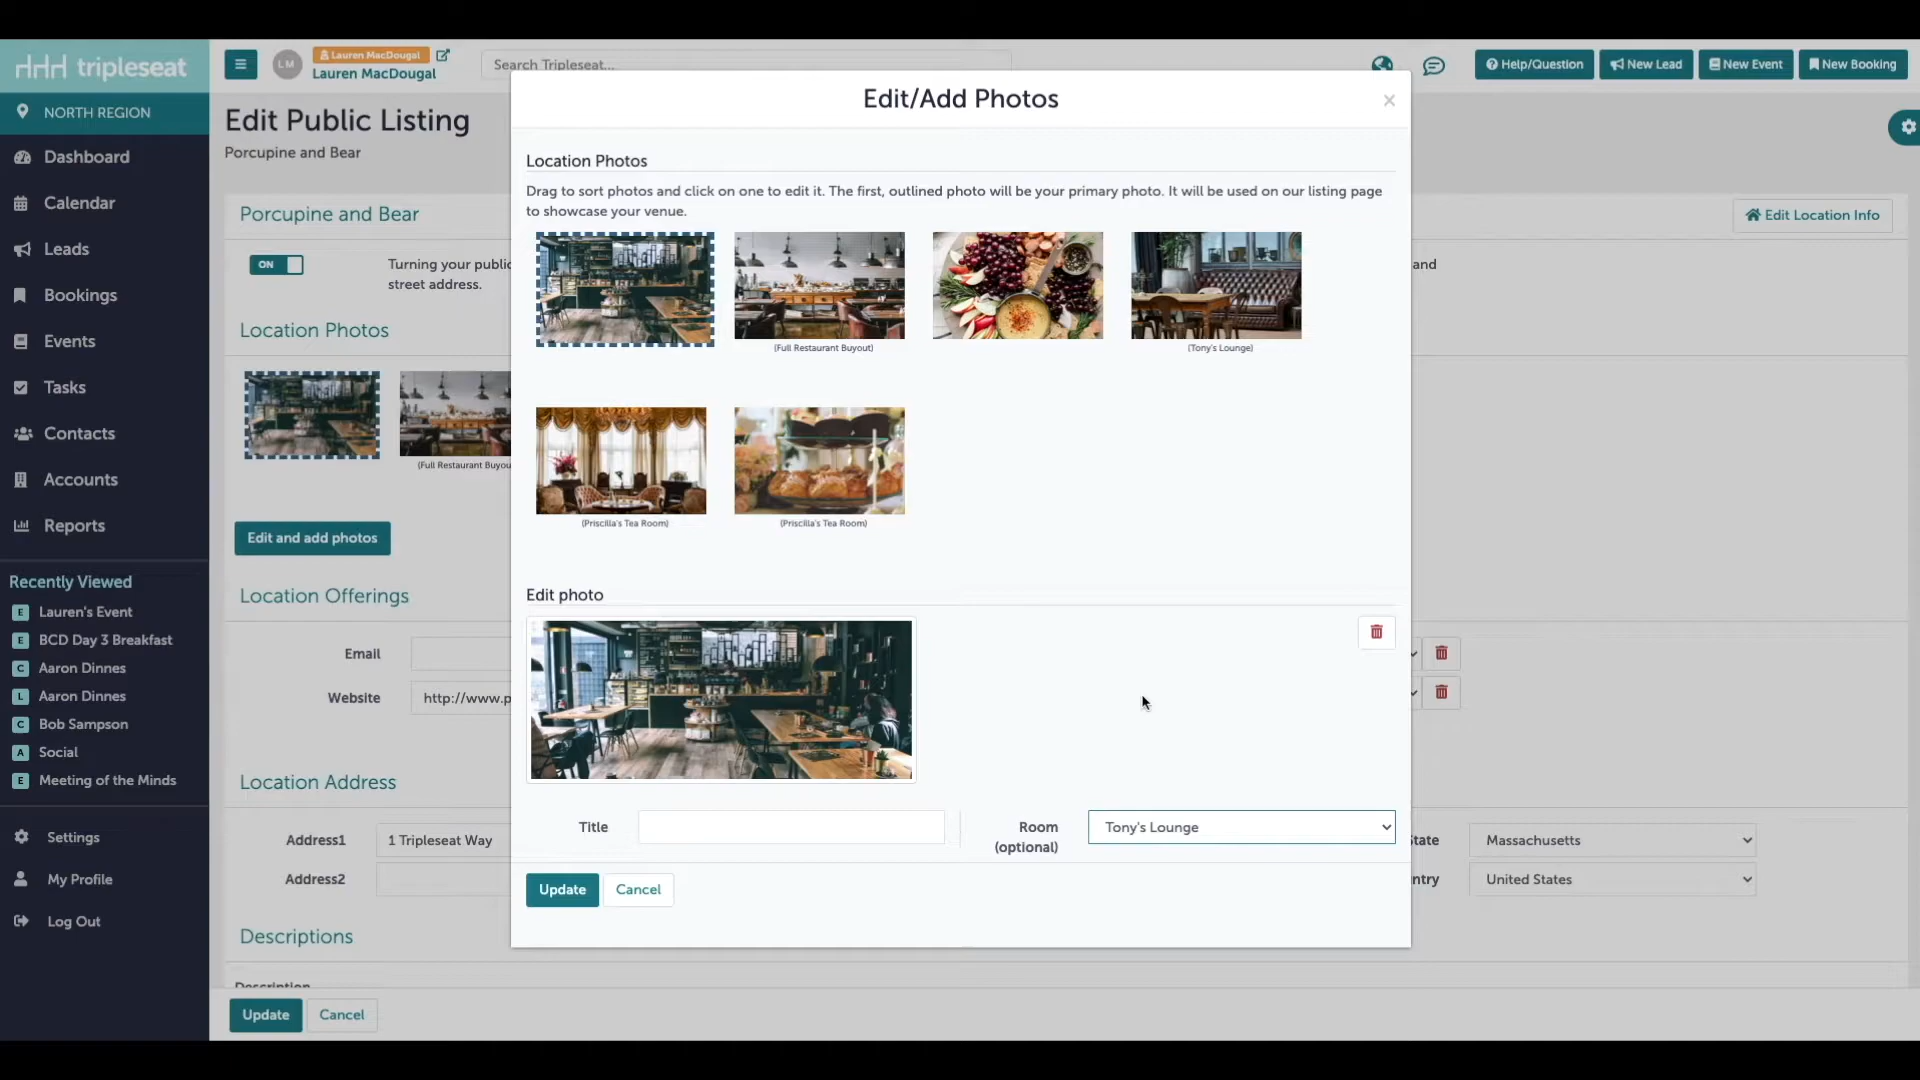 tripleseat
LM
Lauren MacDougal
Lauren MacDougal
Search Tripleseat...
Help/Question
New Lead
New Event
New Booking
NORTH REGION
Dashboard
Calendar
Leads
Bookings
Events
Tasks
Contacts
Accounts
Reports
Recently Viewed
E Lauren's Event
E BCD Day 3 Breakfast
C Aaron Dinnes
L Aaron Dinnes
C Bob Sampson
A Social
E Meeting of the Minds
Settings
My Profile
Log Out
Edit Public Listing
Porcupine and Bear
Porcupine and Bear
Edit Location Info
ON
Turning your public
and
street address.
Location Photos
(Full Restaurant Buyou
Edit and add photos
Location Offerings
Email
Website
http://www.p
Location Address
Address1
1 Tripleseat Way
tate
Massachusetts
Address2
ntry
United States
Descriptions
Description
Update
Cancel
Edit/Add Photos
×
Location Photos
Drag to sort photos and click on one to edit it. The first, outlined photo will be your primary photo. It will be used on our listing page
to showcase your venue.
(Full Restaurant Buyout)
(Tony's Lounge)
(Priscilla's Tea Room)
(Priscilla's Tea Room)
Edit photo
Title
Room
(optional)
Tony's Lounge
Update
Cancel